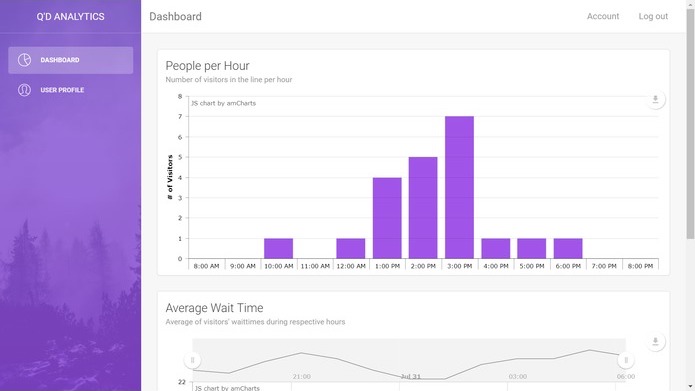 Q'D ANALYTICS
Dashboard
Account
Log out
DASHBOARD
USER PROFILE
People per Hour
Number of visitors in the line per hour
JS chart by amCharts
# of Visitors
8
7
6
5
4
3
2
1
0
8:00 AM 9:00 AM 10:00 AM 11:00 AM 12:00 AM 1:00 PM 2:00 PM 3:00 PM 4:00 PM 5:00 PM 6:00 PM 7:00 PM 8:00 PM
Average Wait Time
Average of visitors' waittimes during respective hours
21:00 Jul 31 03:00 06:00
22
JS chart by amCharts